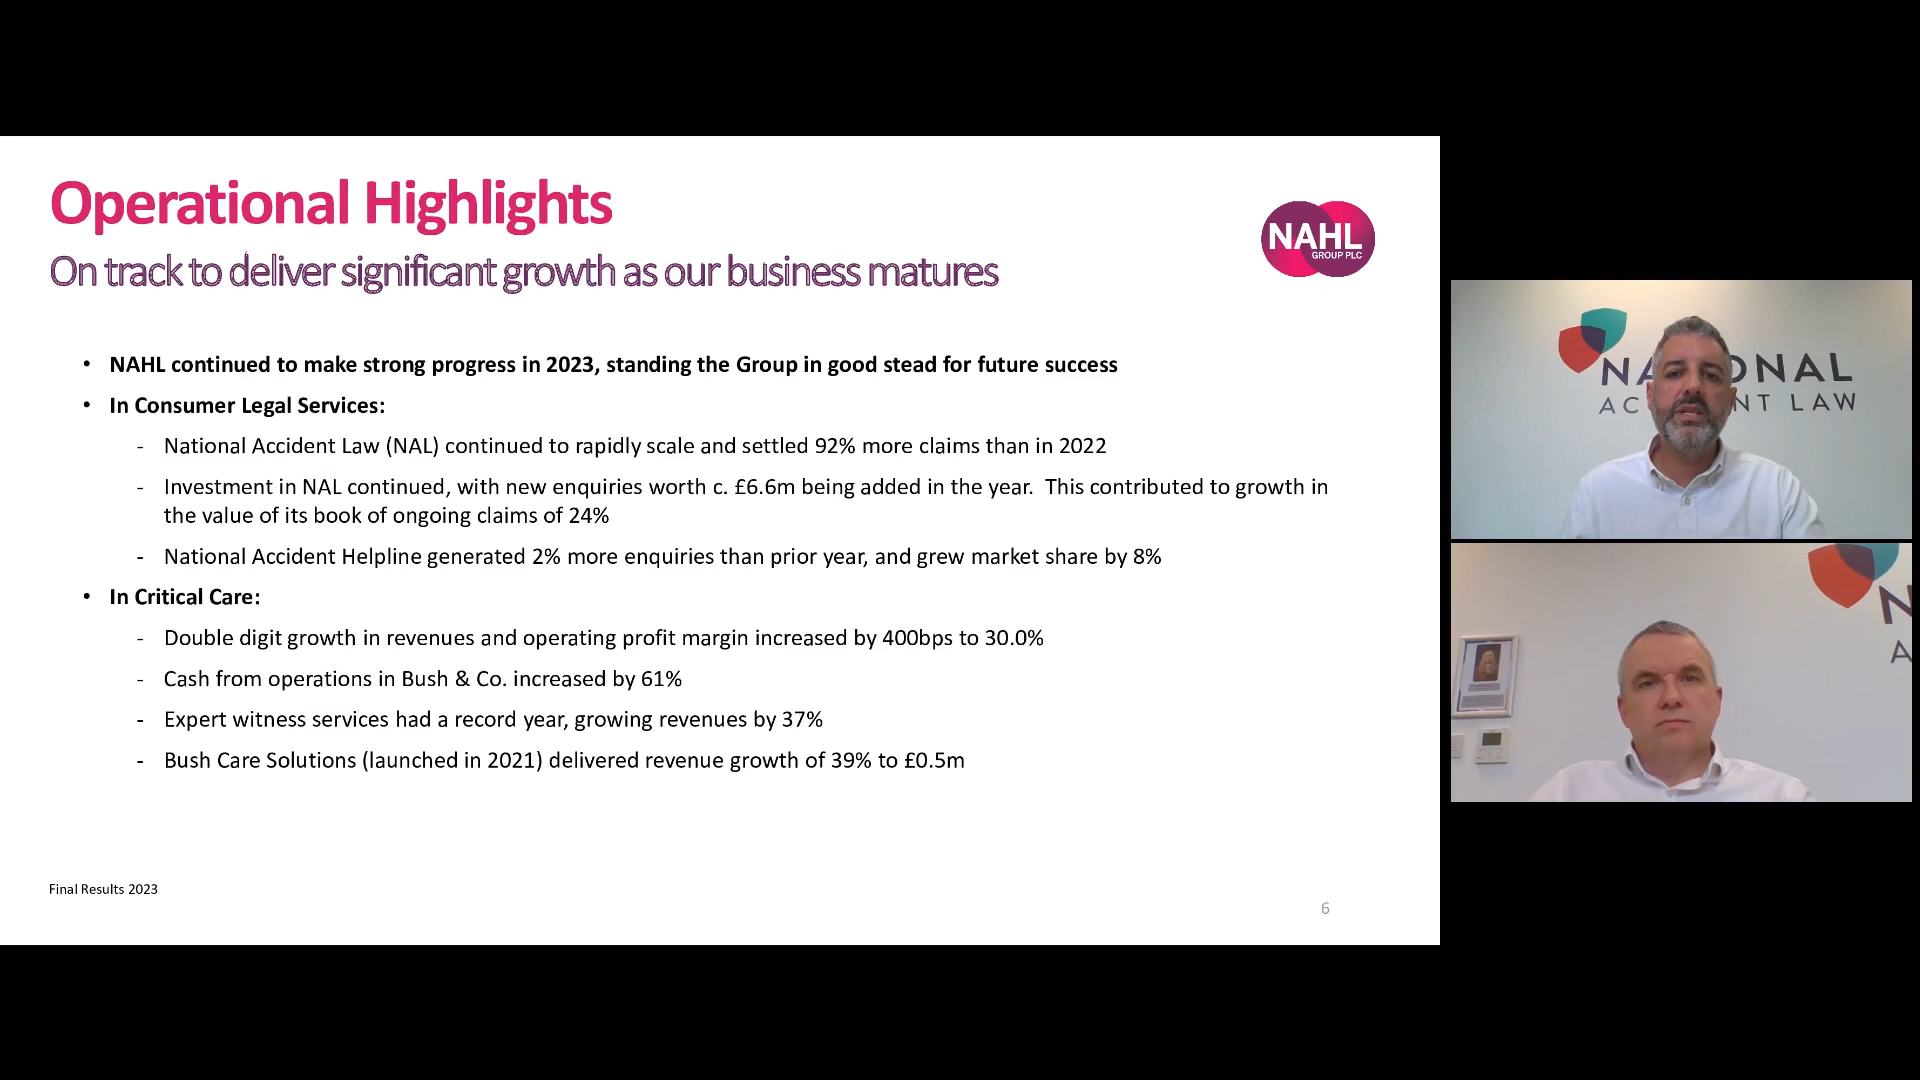 Operational Highlights
On track to deliver significant growth as our business matures
NAHL
GROUP PLC
• NAHL continued to make strong progress in 2023, standing the Group in good stead for future success
• In Consumer Legal Services:
- National Accident Law (NAL) continued to rapidly scale and settled 92% more claims than in 2022
- Investment in NAL continued, with new enquiries worth c. £6.6m being added in the year. This contributed to growth in
the value of its book of ongoing claims of 24%
- National Accident Helpline generated 2% more enquiries than prior year, and grew market share by 8%
• In Critical Care:
- Double digit growth in revenues and operating profit margin increased by 400bps to 30.0%
- Cash from operations in Bush & Co. increased by 61%
- Expert witness services had a record year, growing revenues by 37%
- Bush Care Solutions (launched in 2021) delivered revenue growth of 39% to £0.5m
Final Results 2023
6
NA ONAL
AC NT LAW
N
A